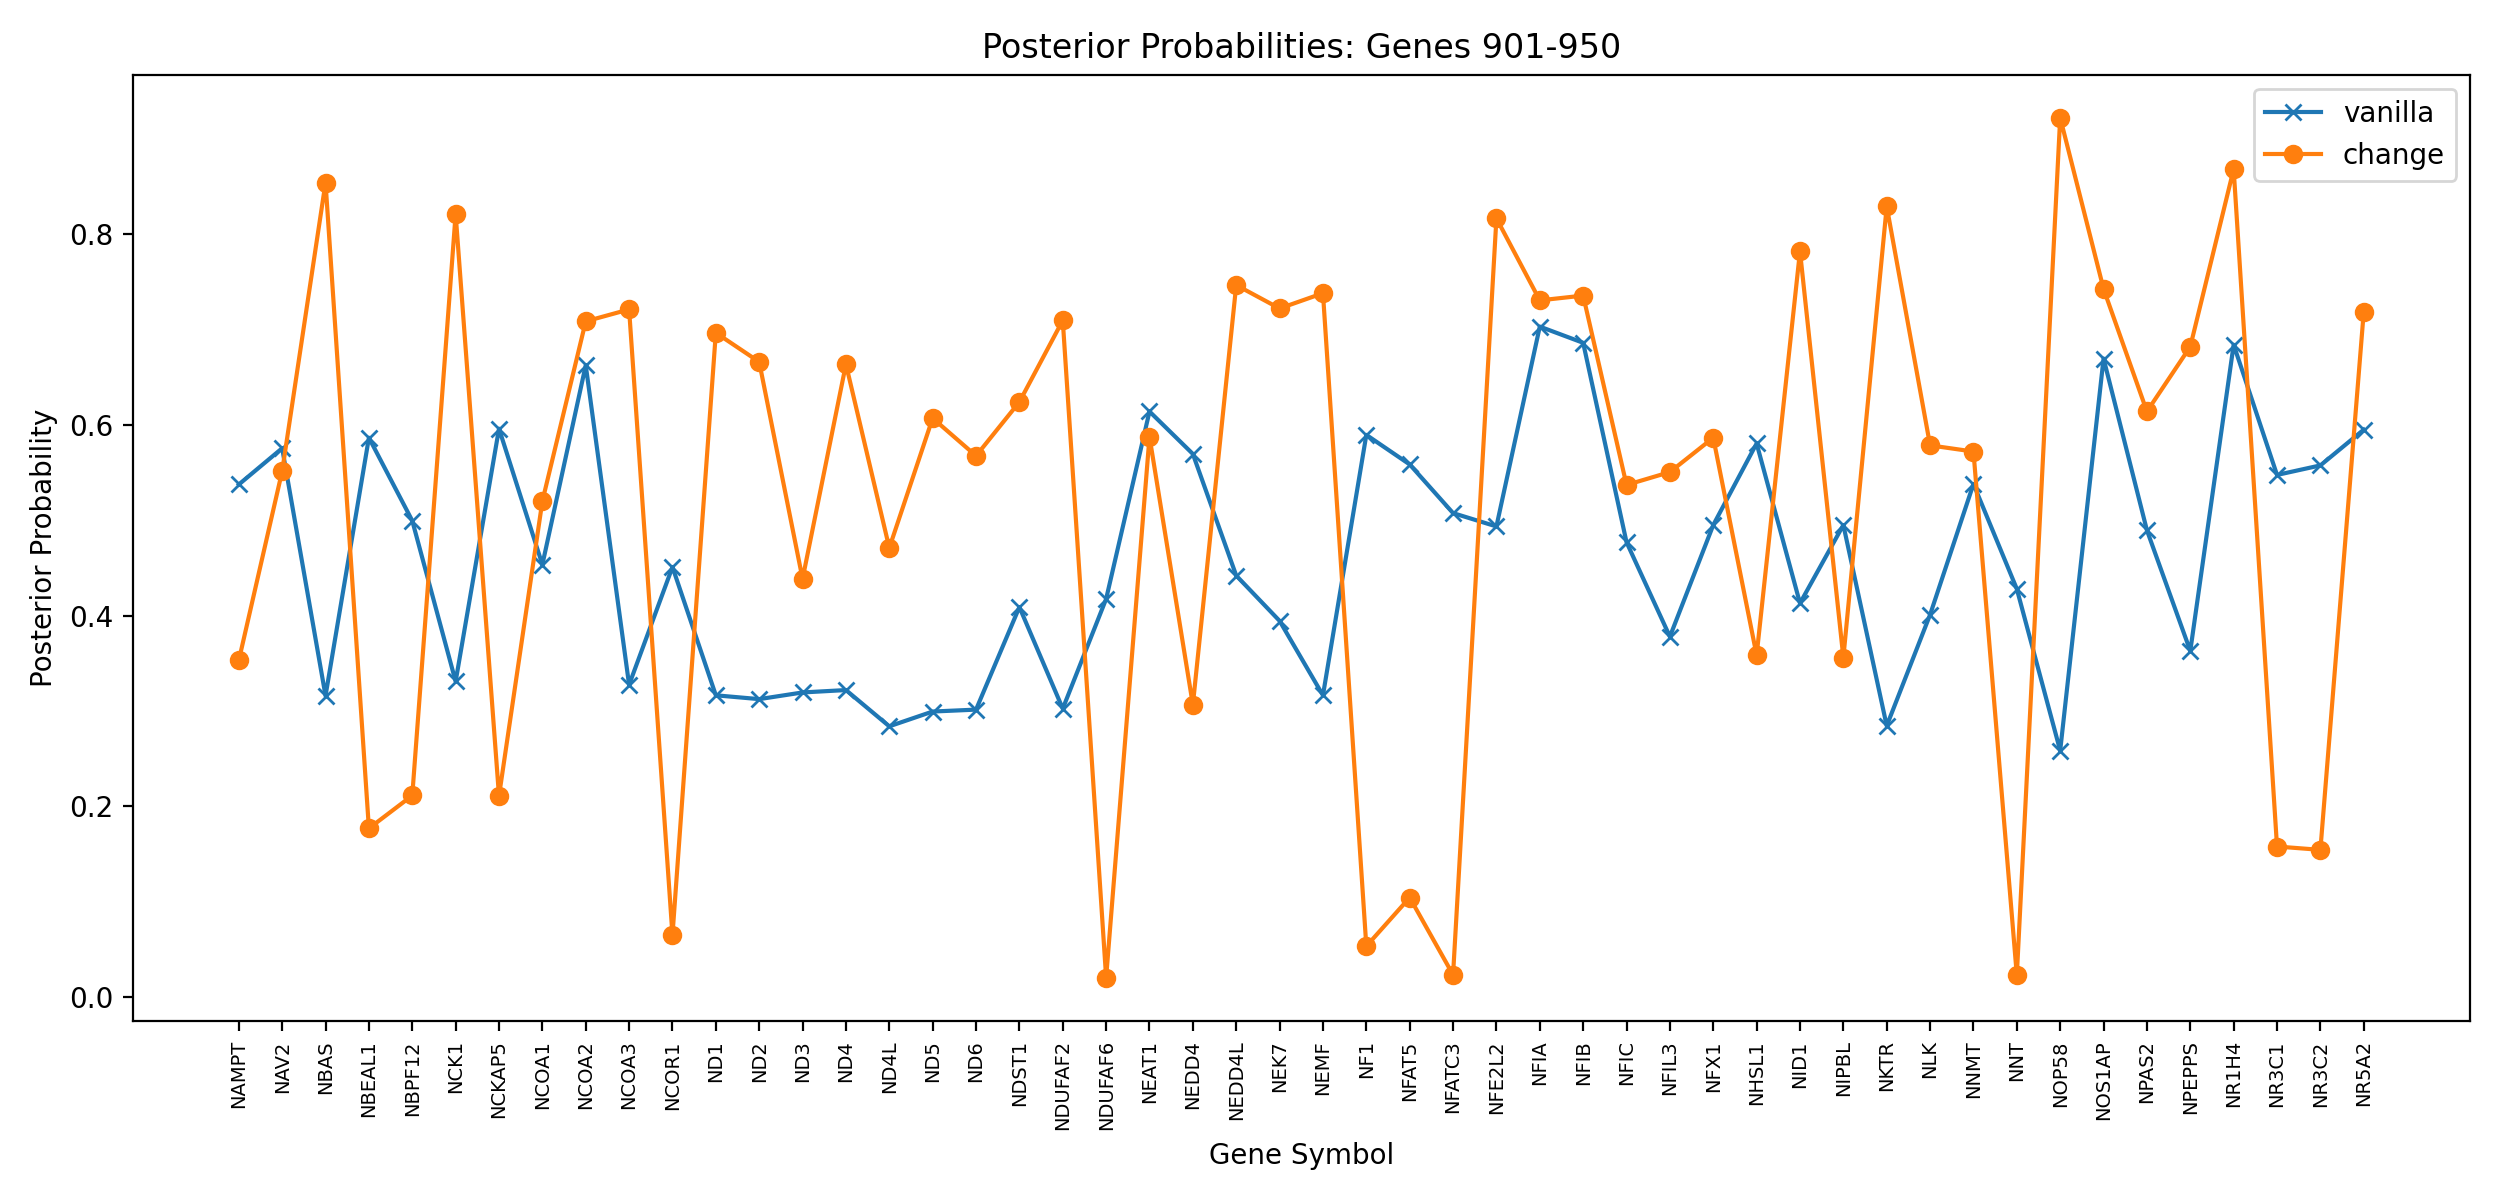 Posterior Probabilities: Genes 901-950
vanilla
change
Posterior Probability
0.8
0.6
0.4
0.2
0.0
NAMPT
NAV2
NBAS
NBEAL1
NBPF12
NCK1
NCKAP5
NCOA1
NCOA2
NCOA3
NCOR1
ND1
ND2
ND3
ND4
ND4L
ND5
ND6
NDST1
NDUFAF2
NDUFAF6
NEAT1
NEDD4
NEDD4L
NEK7
NEMF
NF1
NFAT5
NFATC3
NFE2L2
NFIA
NFIB
NFIC
NFIL3
NFX1
NHSL1
NID1
NIPBL
NKTR
NLK
NNMT
NNT
NOP58
NOS1AP
NPAS2
NPEPPS
NR1H4
NR3C1
NR3C2
NR5A2
Gene Symbol